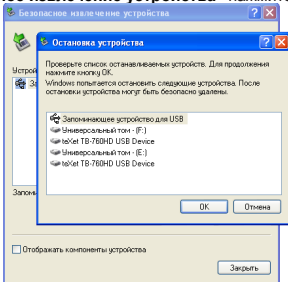 Безопасное извлечение устройства
Остановка устройства
Проверьте список останавливаемых устройств. Для продолжения
нажмите кнопку ОК.
Windows попытается остановить следующие устройства. После
остановки устройства могут быть безопасно удалены.
Запоминающее устройство для USB
Универсальный том - (F:)
teXet TB-760HD USB Device
Универсальный том - (E:)
teXet TB-760HD USB Device
ОК
Отмена
Отображать компоненты устройства
Закрыть